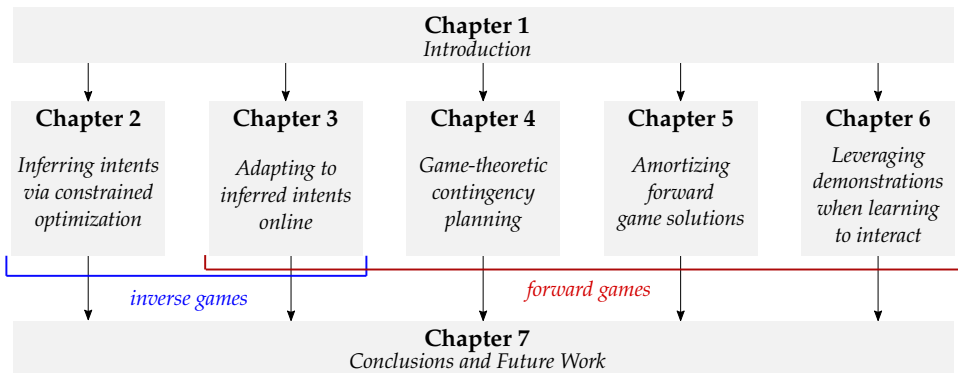 Chapter 1
Introduction
Chapter 2
Inferring intents
via constrained
optimization
Chapter 3
Adapting to
inferred intents
online
Chapter 4
Game-theoretic
contingency
planning
Chapter 5
Amortizing
forward
game solutions
Chapter 6
Leveraging
demonstrations
when learning
to interact
inverse games
forward games
Chapter 7
Conclusions and Future Work